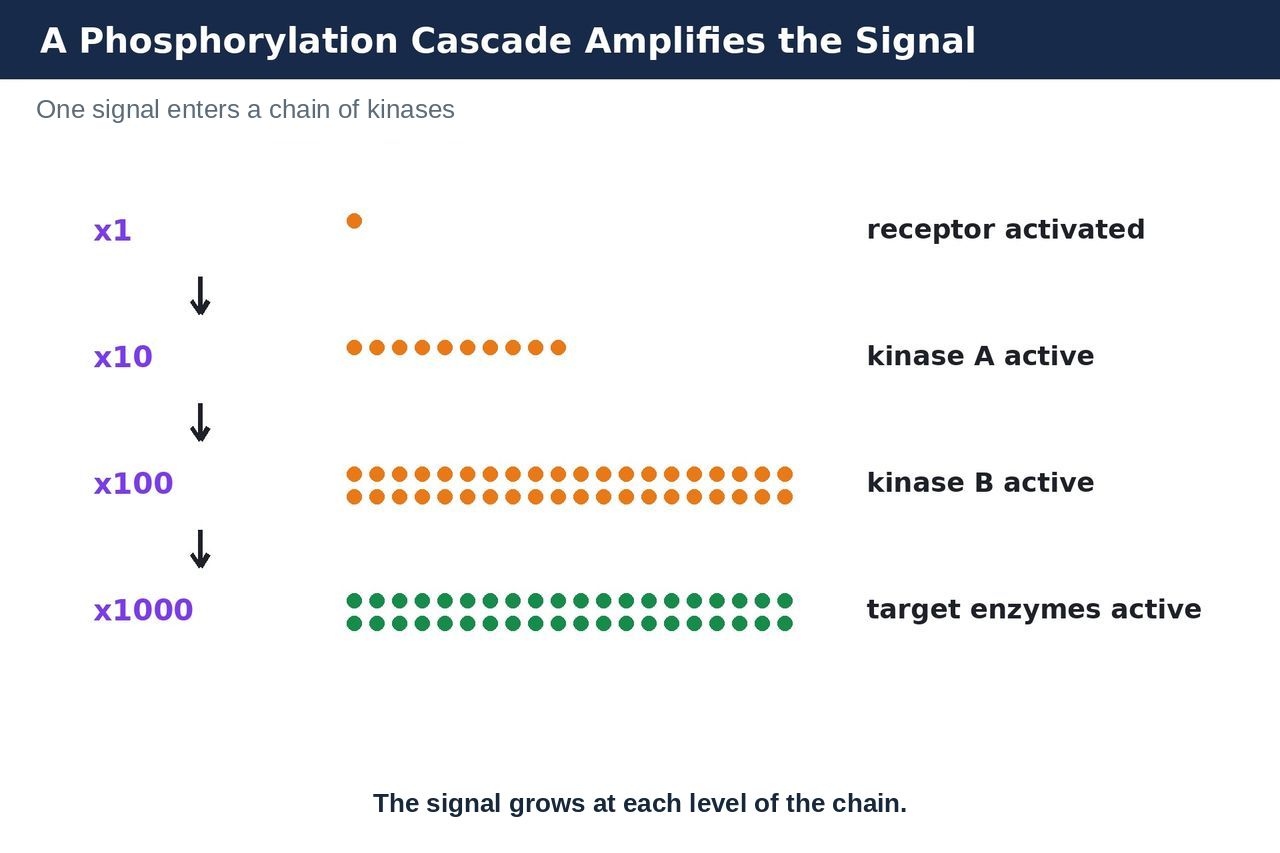 A Phosphorylation Cascade Amplifies the Signal
One signal enters a chain of kinases
x1
receptor activated
x10
kinase A active
x100
kinase B active
x1000
target enzymes active
The signal grows at each level of the chain.